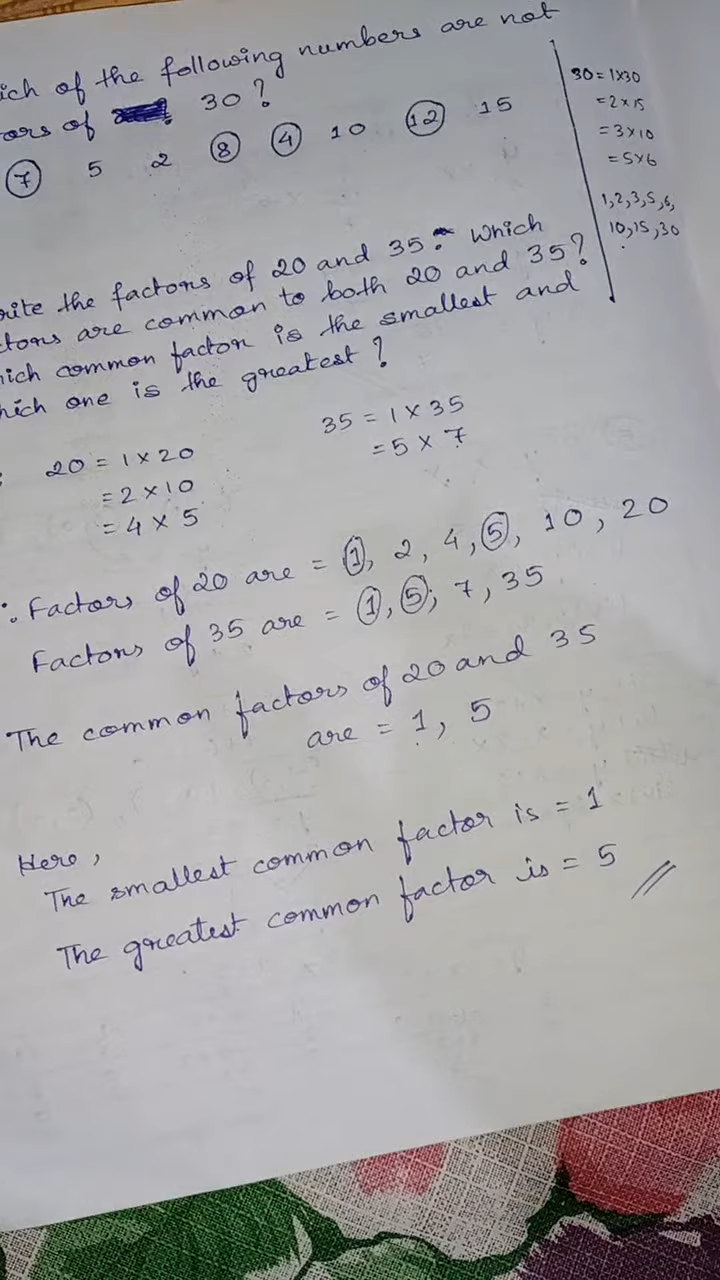 ich of the following numbers are not
ors of 30 ?
7 5 2 8 4 10 12 15
30 = 1×30
= 2×15
= 3×10
= 5×6
1,2,3,5,6,
10,15,30
rite the factors of 20 and 35. Which
ctors are common to both 20 and 35?
hich common factor is the smallest and
hich one is the greatest ?
20 = 1×20
= 2×10
= 4×5
35 = 1×35
= 5×7
∴ Factors of 20 are = 1, 2, 4, 5, 10, 20
Factors of 35 are = 1, 5, 7, 35
The common factors of 20 and 35
are = 1, 5
Here,
The smallest common factor is = 1
The greatest common factor is = 5 //